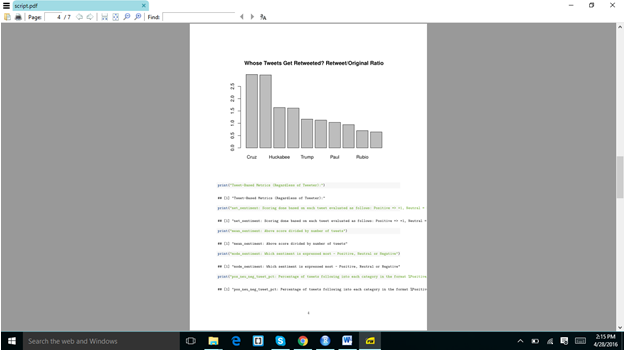 script.pdf
Page: 4 / 7 Find:
Whose Tweets Get Retweeted? Retweet/Original Ratio
2.5
2.0
1.5
1.0
0.5
0.0
Cruz Huckabee Trump Paul Rubio
print("Tweet-Based Metrics (Regardless of Tweeter):")
## [1] "Tweet-Based Metrics (Regardless of Tweeter):"
print("net_sentiment: Scoring done based on each tweet evaluated as follows: Positive += +1, Neutral +
## [1] "net_sentiment: Scoring done based on each tweet evaluated as follows: Positive += +1, Neutral
print("mean_sentiment: Above score divided by number of tweets")
## [1] "mean_sentiment: Above score divided by number of tweets"
print("mode_sentiment: Which sentiment is expressed most - Positive, Neutral or Negative")
## [1] "mode_sentiment: Which sentiment is expressed most - Positive, Neutral or Negative"
print("pos_neu_neg_tweet_pct: Percentage of tweets following into each category in the format
## [1] "pos_neu_neg_tweet_pct: Percentage of tweets following into each category in the format
4
Search the web and Windows
2:15 PM
4/28/2016